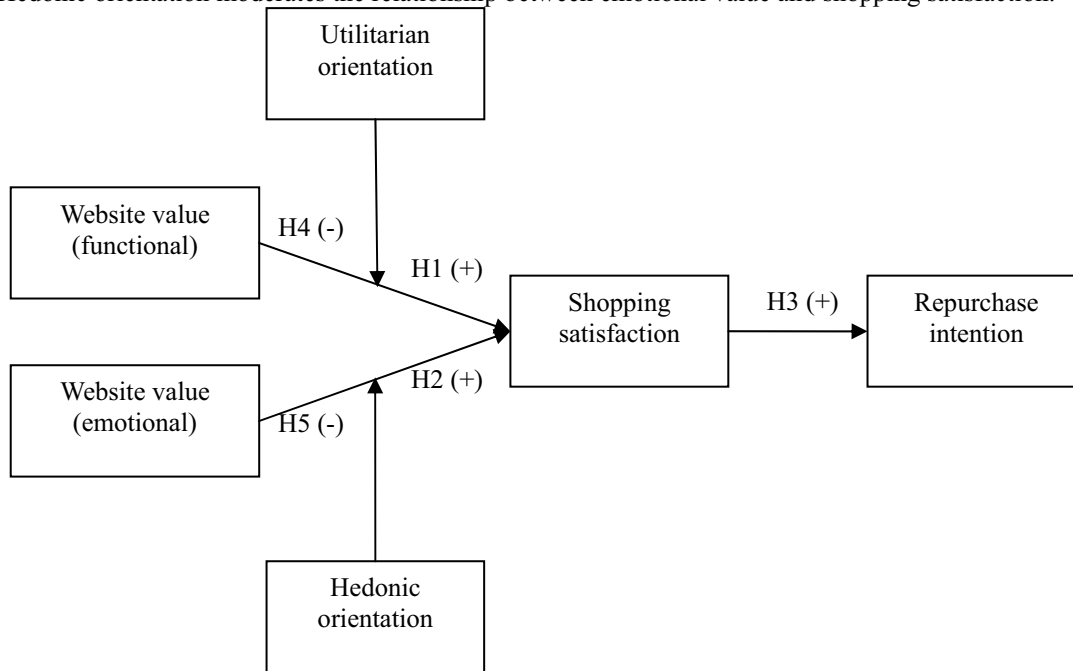 Hedonic orientation moderates the relationship between emotional value and shopping satisfaction.
Utilitarian
orientation
Website value
(functional)
H4 (-)
H1 (+)
Shopping
satisfaction
H3 (+)
Repurchase
intention
Website value
(emotional)
H2 (+)
H5 (-)
Hedonic
orientation